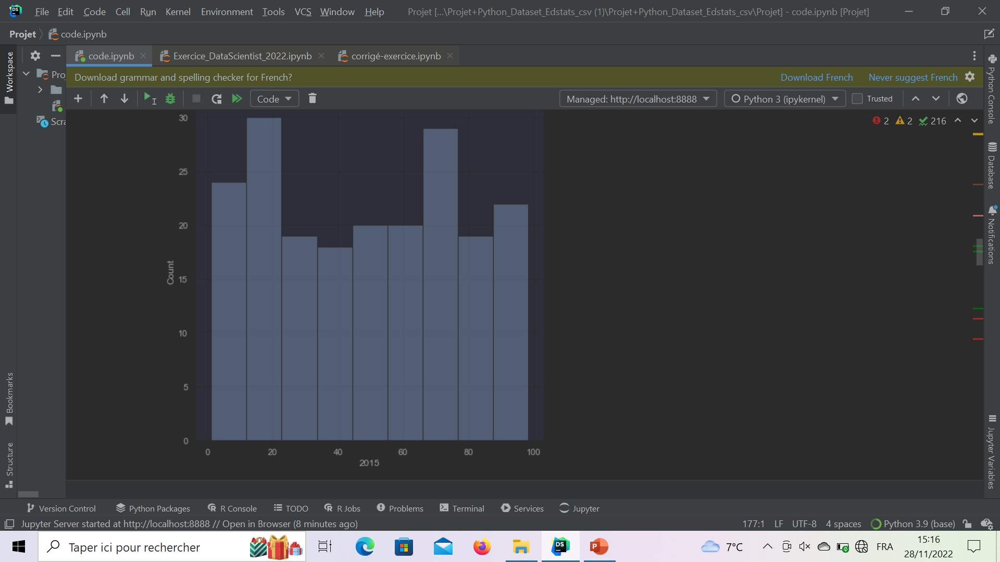 File Edit Code Cell Run Kernel Environment Tools VCS Window Help Projet [...\Projet+Python_Dataset_Edstats_csv (1)\Projet+Python_Dataset_Edstats_csv\Projet] - code.ipynb [Projet]
Projet code.ipynb
code.ipynb Exercice_DataScientist_2022.ipynb corrigé-exercice.ipynb
Workspace
Proj
Scra
Download grammar and spelling checker for French? Download French Never suggest French
Code Managed: http://localhost:8888 Python 3 (ipykernel) Trusted
2 2 216
30
25
20
15
10
5
0
Count
0 20 40 60 80 100
2015
Bookmarks
Structure
Python Console
Database
Notifications
Jupyter Variables
Version Control Python Packages R Console TODO R Jobs Problems Terminal Services Jupyter
Jupyter Server started at http://localhost:8888 // Open in Browser (8 minutes ago) 177:1 LF UTF-8 4 spaces Python 3.9 (base)
Taper ici pour rechercher 7°C FRA 15:16
28/11/2022